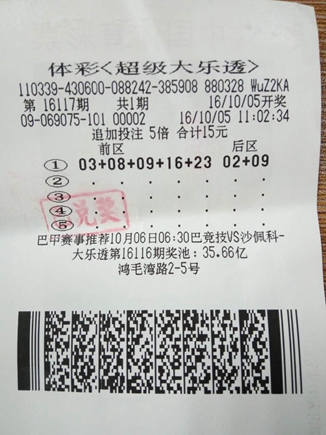 体彩<超级大乐透>
110339-430600-088242-385908 880328 WuZ2KA
第 16117期 共1期 16/10/05开奖
09-069075-101 00002 16/10/05 11:02:34
追加投注 5倍 合计15元
前区 后区
① 03+08+09+16+23 02+09
②
③
④
⑤
兑奖
巴甲赛事推荐10月06日06:30巴竞技VS沙佩科-
大乐透第16116期奖池：35.66亿
鸿毛湾路2-5号